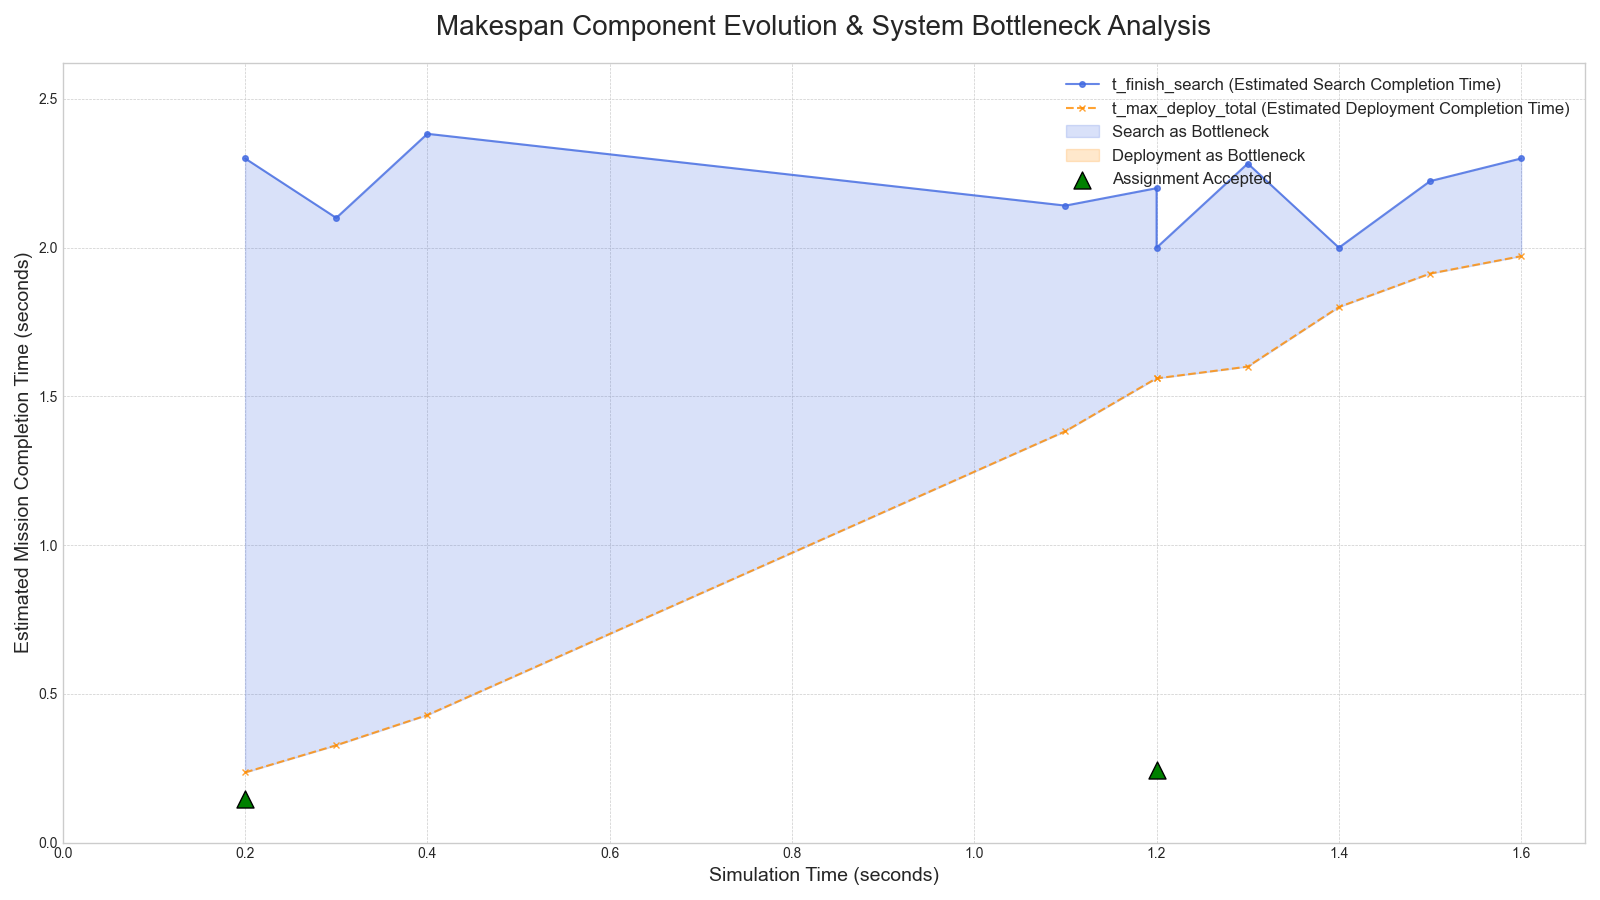 Makespan Component Evolution & System Bottleneck Analysis
t_finish_search (Estimated Search Completion Time)
t_max_deploy_total (Estimated Deployment Completion Time)
Search as Bottleneck
Deployment as Bottleneck
Assignment Accepted
Estimated Mission Completion Time (seconds)
2.5
2.0
1.5
1.0
0.5
0.0
0.0 0.2 0.4 0.6 0.8 1.0 1.2 1.4 1.6
Simulation Time (seconds)